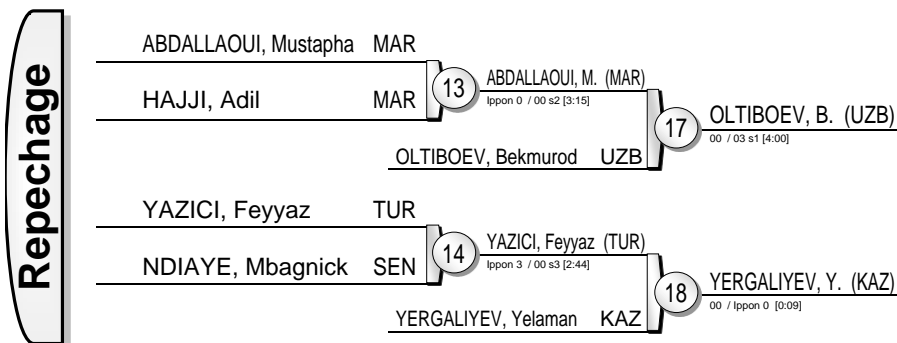 Repechage
ABDALLAOUI, Mustapha MAR
HAJJI, Adil MAR
13
ABDALLAOUI, M. (MAR)
Ippon 0 / 00 s2 [3:15]
OLTIBOEV, Bekmurod UZB
17
OLTIBOEV, B. (UZB)
00 / 03 s1 [4:00]
YAZICI, Feyyaz TUR
NDIAYE, Mbagnick SEN
14
YAZICI, Feyyaz (TUR)
Ippon 3 / 00 s3 [2:44]
YERGALIYEV, Yelaman KAZ
18
YERGALIYEV, Y. (KAZ)
00 / Ippon 0 [0:09]